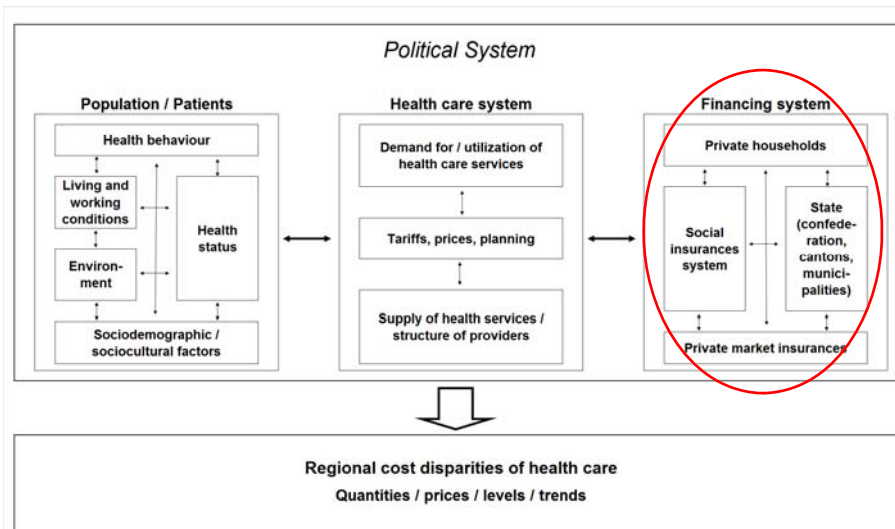 Political System
Population / Patients
Health behaviour
Living and
working
conditions
Environ-
ment
Health
status
Sociodemographic /
sociocultural factors
Health care system
Demand for / utilization of
health care services
Tariffs, prices, planning
Supply of health services /
structure of providers
Financing system
Private households
Social
insurances
system
State
(confede-
ration,
cantons,
munici-
palities)
Private market insurances
Regional cost disparities of health care
Quantities / prices / levels / trends